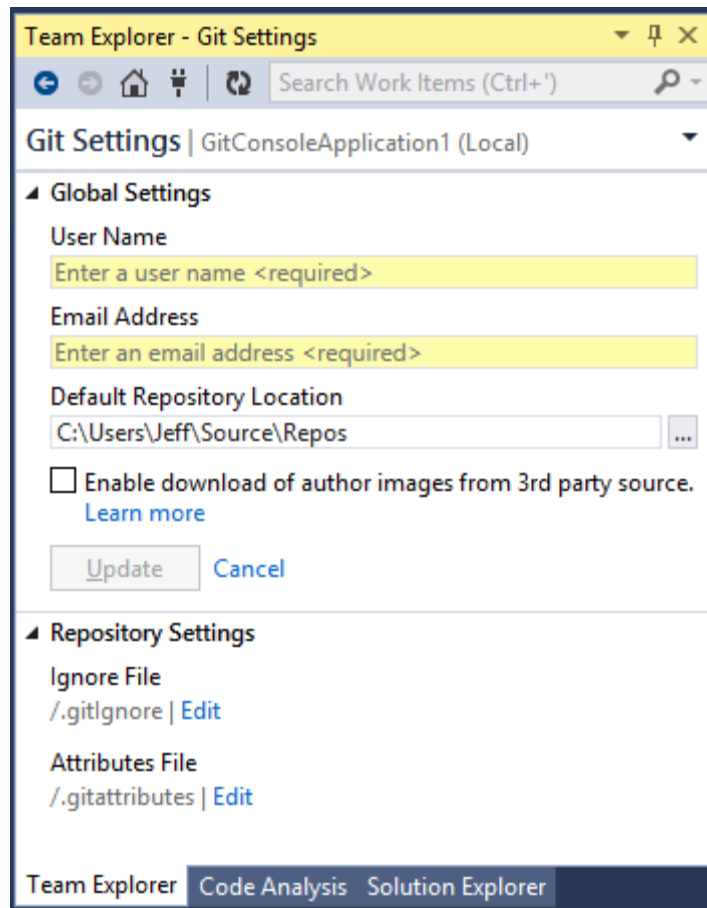 Team Explorer - Git Settings
Search Work Items (Ctrl+')
Git Settings | GitConsoleApplication1 (Local)
Global Settings
User Name
Enter a user name <required>
Email Address
Enter an email address <required>
Default Repository Location
C:\Users\Jeff\Source\Repos
...
Enable download of author images from 3rd party source.
Learn more
Update Cancel
Repository Settings
Ignore File
/.gitIgnore | Edit
Attributes File
/.gitattributes | Edit
Team Explorer Code Analysis Solution Explorer